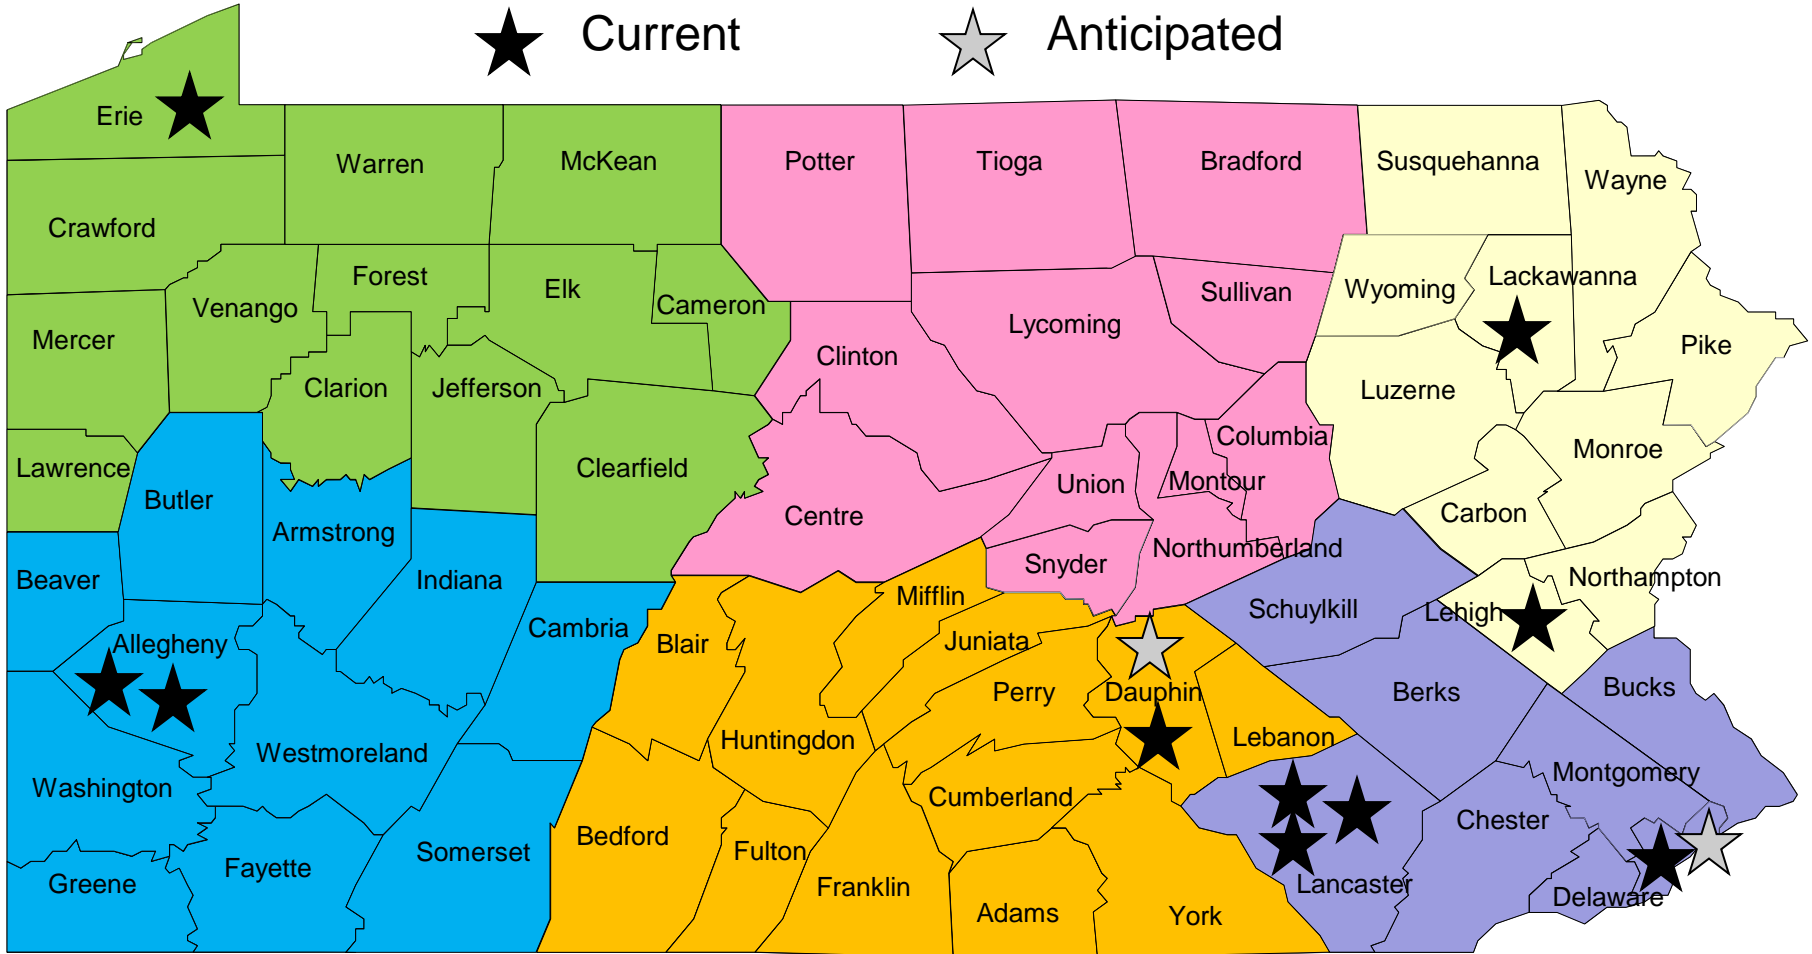 Current
Anticipated
Erie
Warren
McKean
Potter
Tioga
Bradford
Susquehanna
Wayne
Crawford
Forest
Elk
Cameron
Venango
Sullivan
Wyoming
Lackawanna
Mercer
Lycoming
Clinton
Pike
Clarion
Jefferson
Luzerne
Columbia
Monroe
Lawrence
Clearfield
Butler
Union
Montour
Centre
Carbon
Armstrong
Northumberland
Beaver
Indiana
Snyder
Northampton
Mifflin
Schuylkill
Lehigh
Cambria
Allegheny
Blair
Juniata
Perry
Dauphin
Berks
Bucks
Huntingdon
Lebanon
Westmoreland
Washington
Montgomery
Cumberland
Chester
Bedford
Fulton
Somerset
Fayette
Greene
Franklin
Lancaster
Delaware
Adams
York